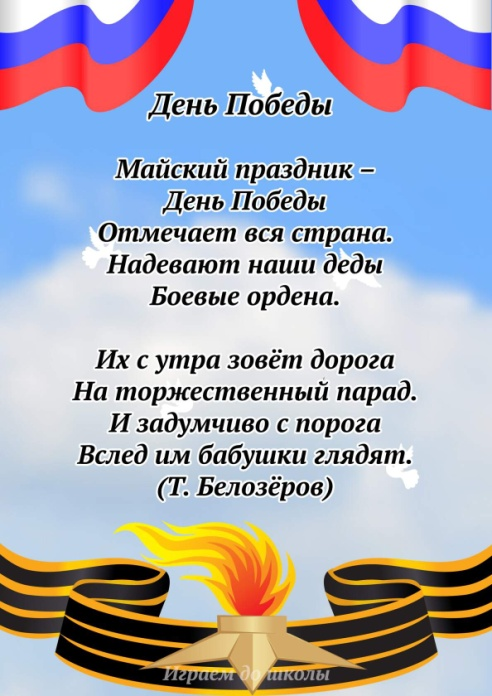 День Победы
Майский праздник –
День Победы
Отмечает вся страна.
Надевают наши деды
Боевые ордена.
Их с утра зовёт дорога
На торжественный парад.
И задумчиво с порога
Вслед им бабушки глядят.
(Т. Белозёров)
Играем до школы